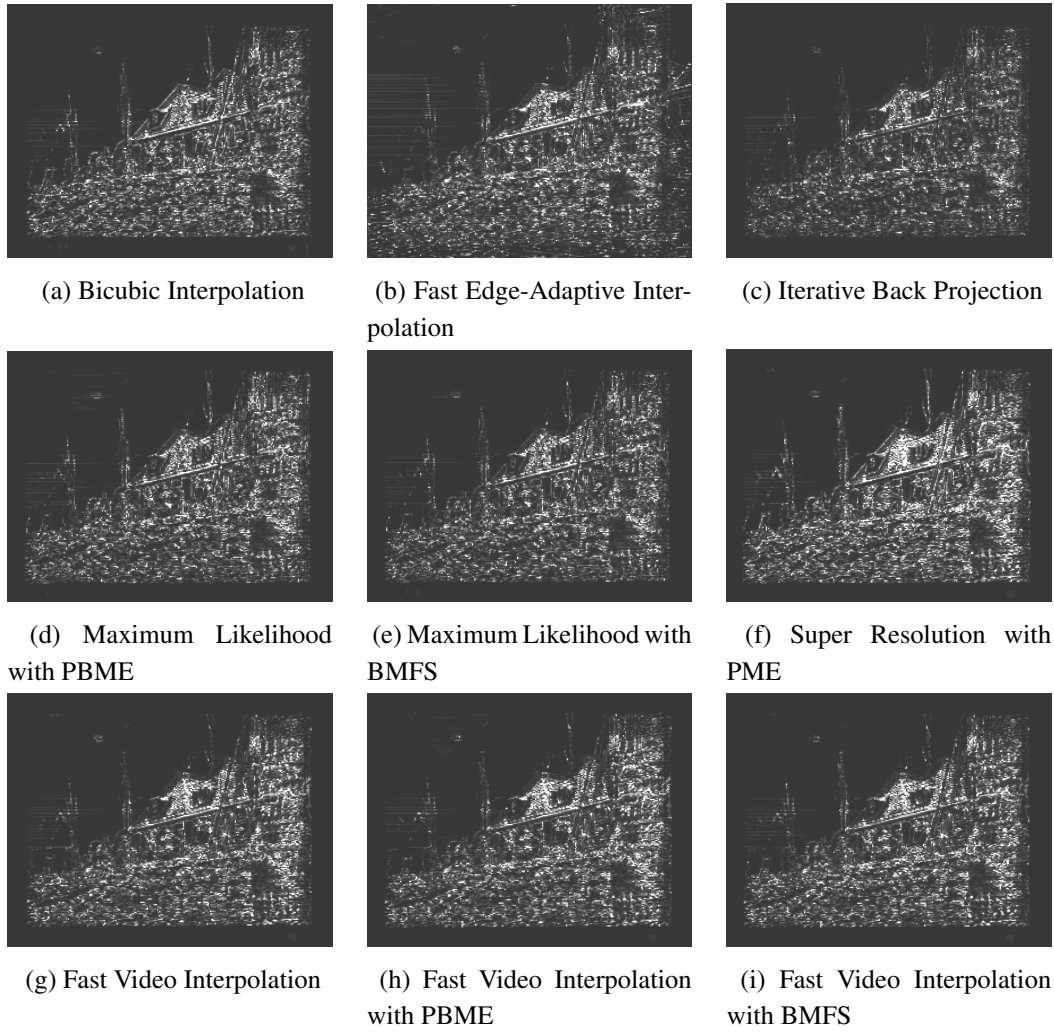 (a) Bicubic Interpolation
(b) Fast Edge-Adaptive Inter-
polation
(c) Iterative Back Projection
(d) Maximum Likelihood
with PBME
(e) Maximum Likelihood with
BMFS
(f) Super Resolution with
PME
(g) Fast Video Interpolation
(h) Fast Video Interpolation
with PBME
(i) Fast Video Interpolation
with BMFS